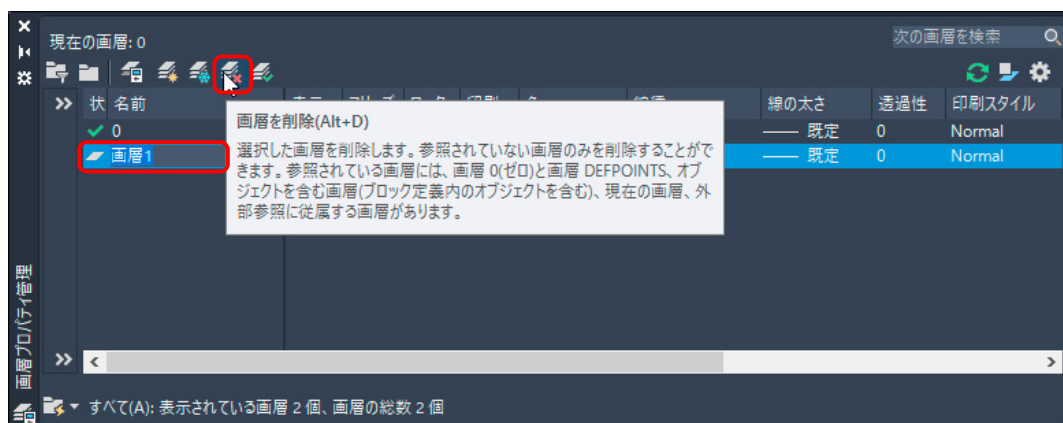 現在の画層: 0
次の画層を検索
状 名前 線の太さ 透過性 印刷スタイル
0 —— 既定 0 Normal
画層1 —— 既定 0 Normal
画層を削除(Alt+D)
選択した画層を削除します。参照されていない画層のみを削除することがで
きます。参照されている画層には、画層 0(ゼロ)と画層 DEFPOINTS、オブ
ジェクトを含む画層(ブロック定義内のオブジェクトを含む)、現在の画層、外
部参照に従属する画層があります。
画層プロパティ管理
すべて(A): 表示されている画層 2 個、画層の総数 2 個